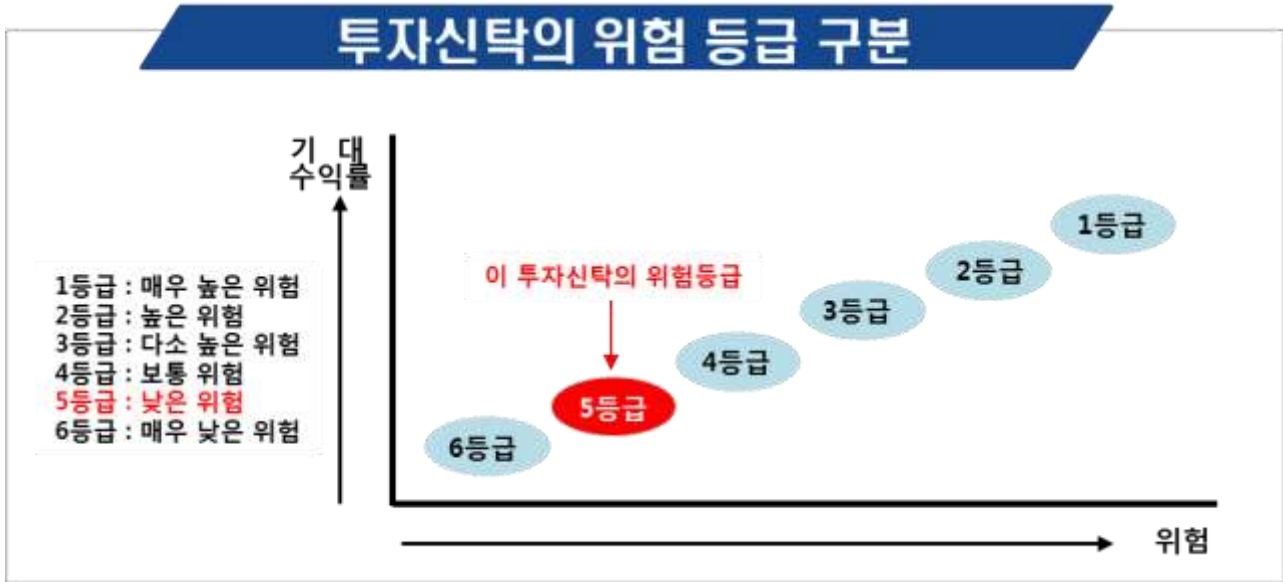 투자신탁의 위험 등급 구분
기 대
수익률
1등급 : 매우 높은 위험
2등급 : 높은 위험
3등급 : 다소 높은 위험
4등급 : 보통 위험
5등급 : 낮은 위험
6등급 : 매우 낮은 위험
이 투자신탁의 위험등급
1등급
2등급
3등급
4등급
5등급
6등급
위험